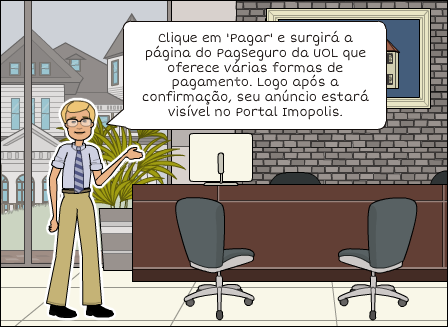 Clique em 'Pagar' e surgirá a
página do Pagseguro da UOL que
oferece várias formas de
pagamento. Logo após a
confirmação, seu anúncio estará
visível no Portal Imopolis.